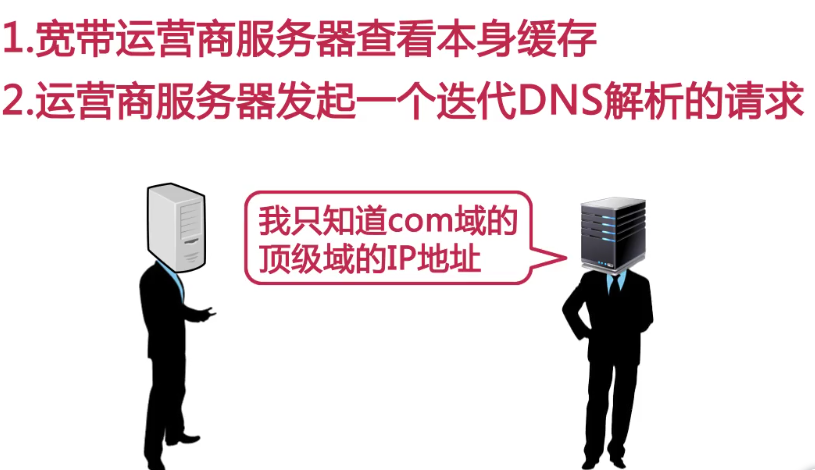 1.宽带运营商服务器查看本身缓存
2.运营商服务器发起一个迭代DNS解析的请求
我只知道com域的
顶级域的IP地址